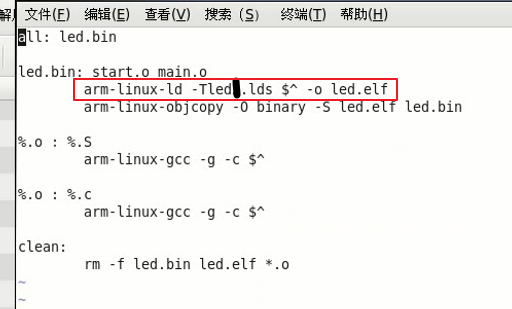 文件(F) 编辑(E) 查看(V) 搜索(S) 终端(T) 帮助(H)
all: led.bin
led.bin: start.o main.o
arm-linux-ld -Tled.lds $^ -o led.elf
arm-linux-objcopy -O binary -S led.elf led.bin
%.o : %.S
arm-linux-gcc -g -c $^
%.o : %.c
arm-linux-gcc -g -c $^
clean:
rm -f led.bin led.elf *.o
~
~